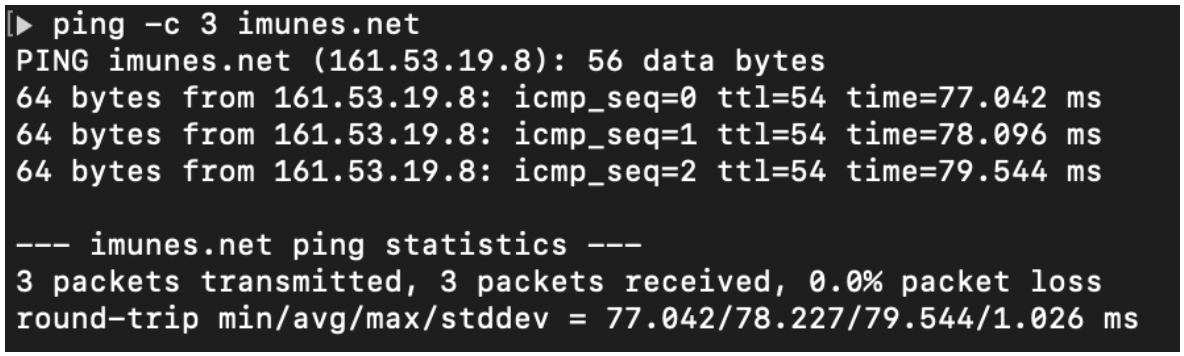 [▶ ping -c 3 imunes.net
PING imunes.net (161.53.19.8): 56 data bytes
64 bytes from 161.53.19.8: icmp_seq=0 ttl=54 time=77.042 ms
64 bytes from 161.53.19.8: icmp_seq=1 ttl=54 time=78.096 ms
64 bytes from 161.53.19.8: icmp_seq=2 ttl=54 time=79.544 ms
--- imunes.net ping statistics ---
3 packets transmitted, 3 packets received, 0.0% packet loss
round-trip min/avg/max/stddev = 77.042/78.227/79.544/1.026 ms